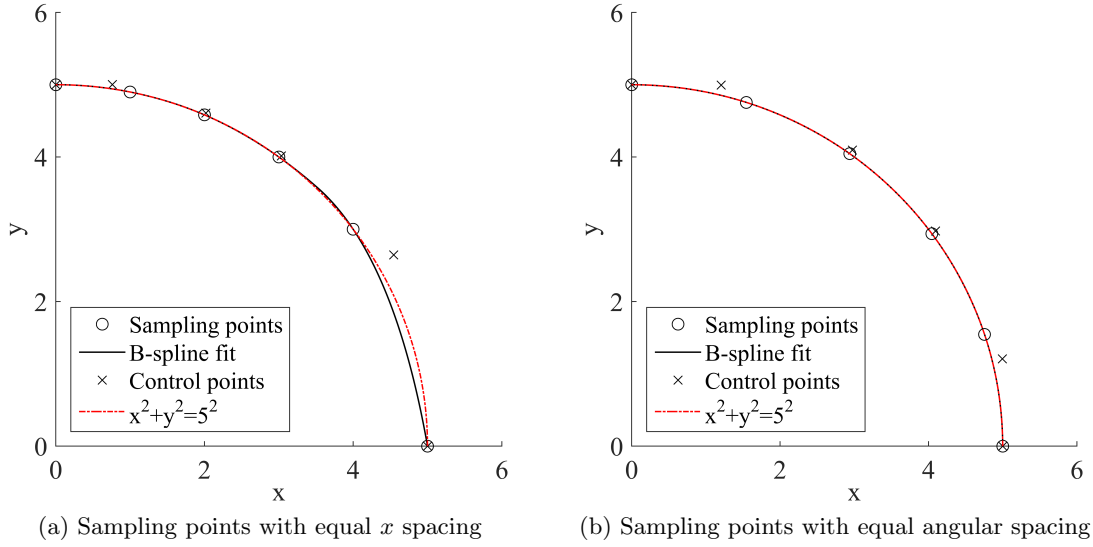 6
4
2
0
y
0
2
4
6
x
Sampling points
B-spline fit
Control points
x²+y²=5²
(a) Sampling points with equal x spacing
6
4
2
0
y
0
2
4
6
x
Sampling points
B-spline fit
Control points
x²+y²=5²
(b) Sampling points with equal angular spacing